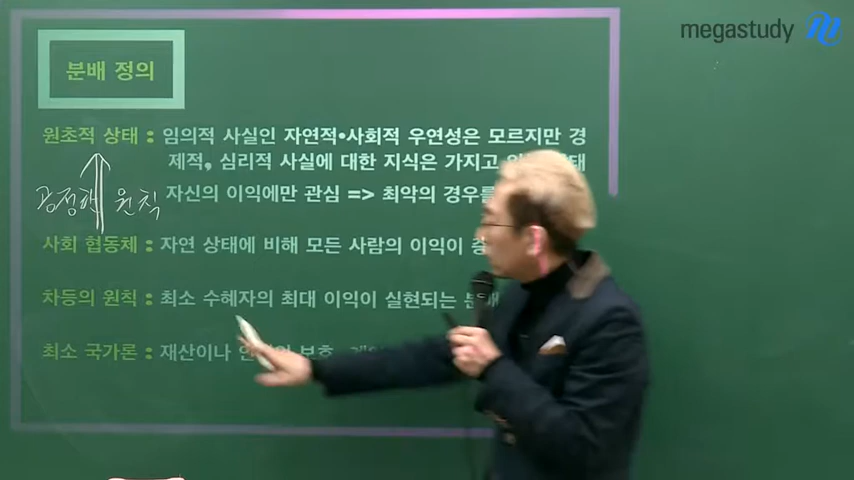 megastudy
분배 정의
원초적 상태 : 임의적 사실인 자연적•사회적 우연성은 모르지만 경
제적, 심리적 사실에 대한 지식은 가지고
공정한 원칙
자신의 이익에만 관심 => 최악의 경우를
사회 협동체 : 자연 상태에 비해 모든 사람의 이익이
차등의 원칙 : 최소 수혜자의 최대 이익이 실현되는
최소 국가론 : 재산이나